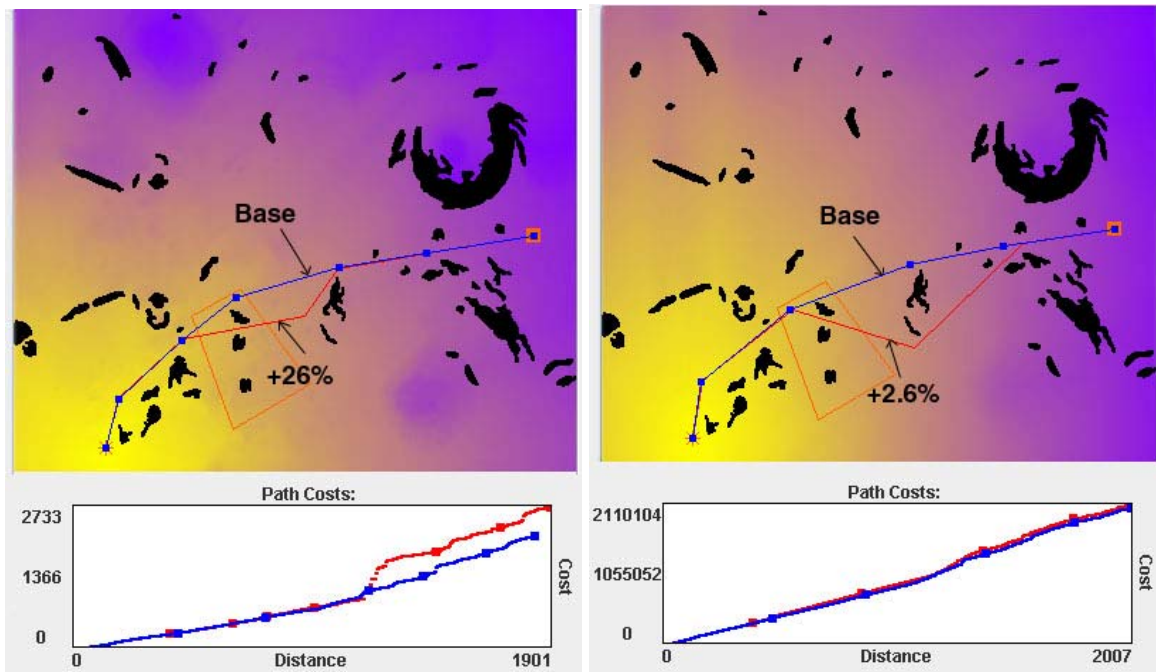 Base
+26%
Path Costs:
2733
1366
0
Cost
0
Distance
1901
Base
+2.6%
Path Costs:
2110104
1055052
0
Cost
0
Distance
2007